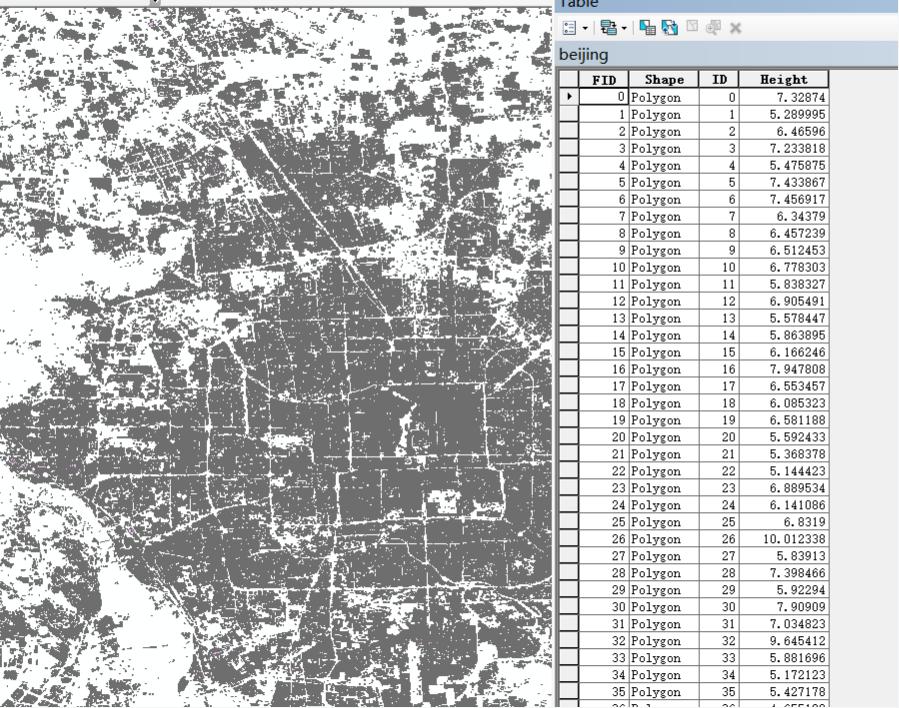 Table
beijing
FID Shape ID Height
0 Polygon 0 7.32874
1 Polygon 1 5.289995
2 Polygon 2 6.46596
3 Polygon 3 7.233818
4 Polygon 4 5.475875
5 Polygon 5 7.433867
6 Polygon 6 7.456917
7 Polygon 7 6.34379
8 Polygon 8 6.457239
9 Polygon 9 6.512453
10 Polygon 10 6.778303
11 Polygon 11 5.838327
12 Polygon 12 6.905491
13 Polygon 13 5.578447
14 Polygon 14 5.863895
15 Polygon 15 6.166246
16 Polygon 16 7.947808
17 Polygon 17 6.553457
18 Polygon 18 6.085323
19 Polygon 19 6.581188
20 Polygon 20 5.592433
21 Polygon 21 5.368378
22 Polygon 22 5.144423
23 Polygon 23 6.889534
24 Polygon 24 6.141086
25 Polygon 25 6.8319
26 Polygon 26 10.012338
27 Polygon 27 5.83913
28 Polygon 28 7.398466
29 Polygon 29 5.92294
30 Polygon 30 7.90909
31 Polygon 31 7.034823
32 Polygon 32 9.645412
33 Polygon 33 5.881696
34 Polygon 34 5.172123
35 Polygon 35 5.427178